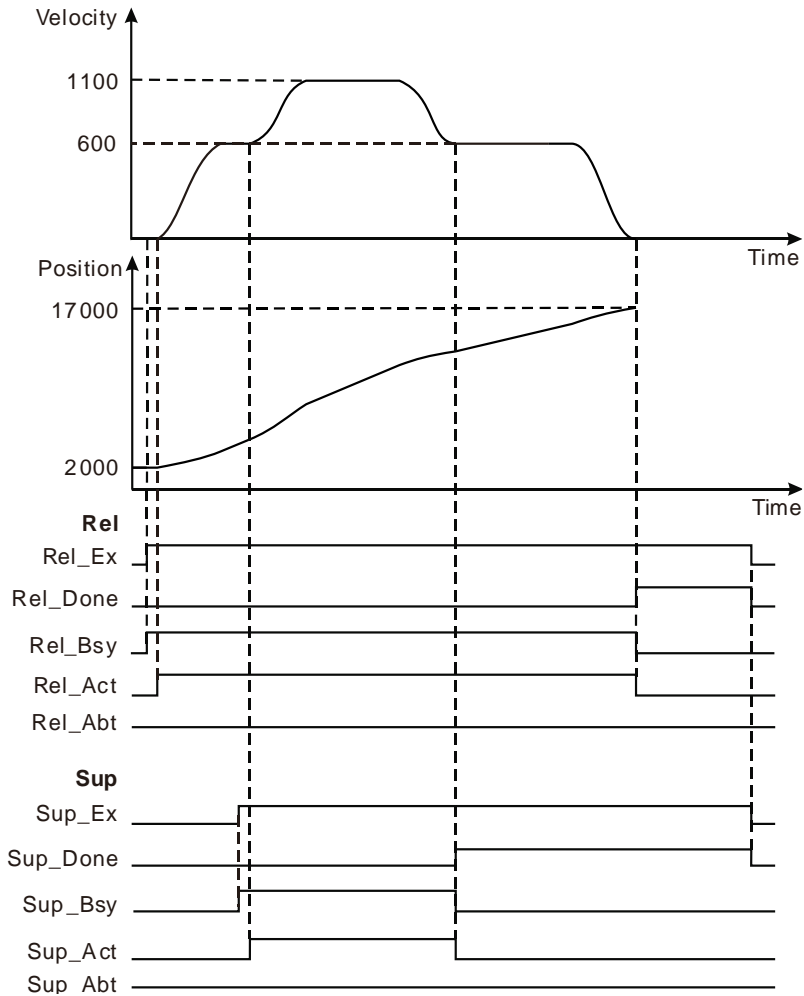 Velocity
1100
600
Time
Position
17000
2000
Time
Rel
Rel_Ex
Rel_Done
Rel_Bsy
Rel_Act
Rel_Abt
Sup
Sup_Ex
Sup_Done
Sup_Bsy
Sup_Act
Sup_Abt